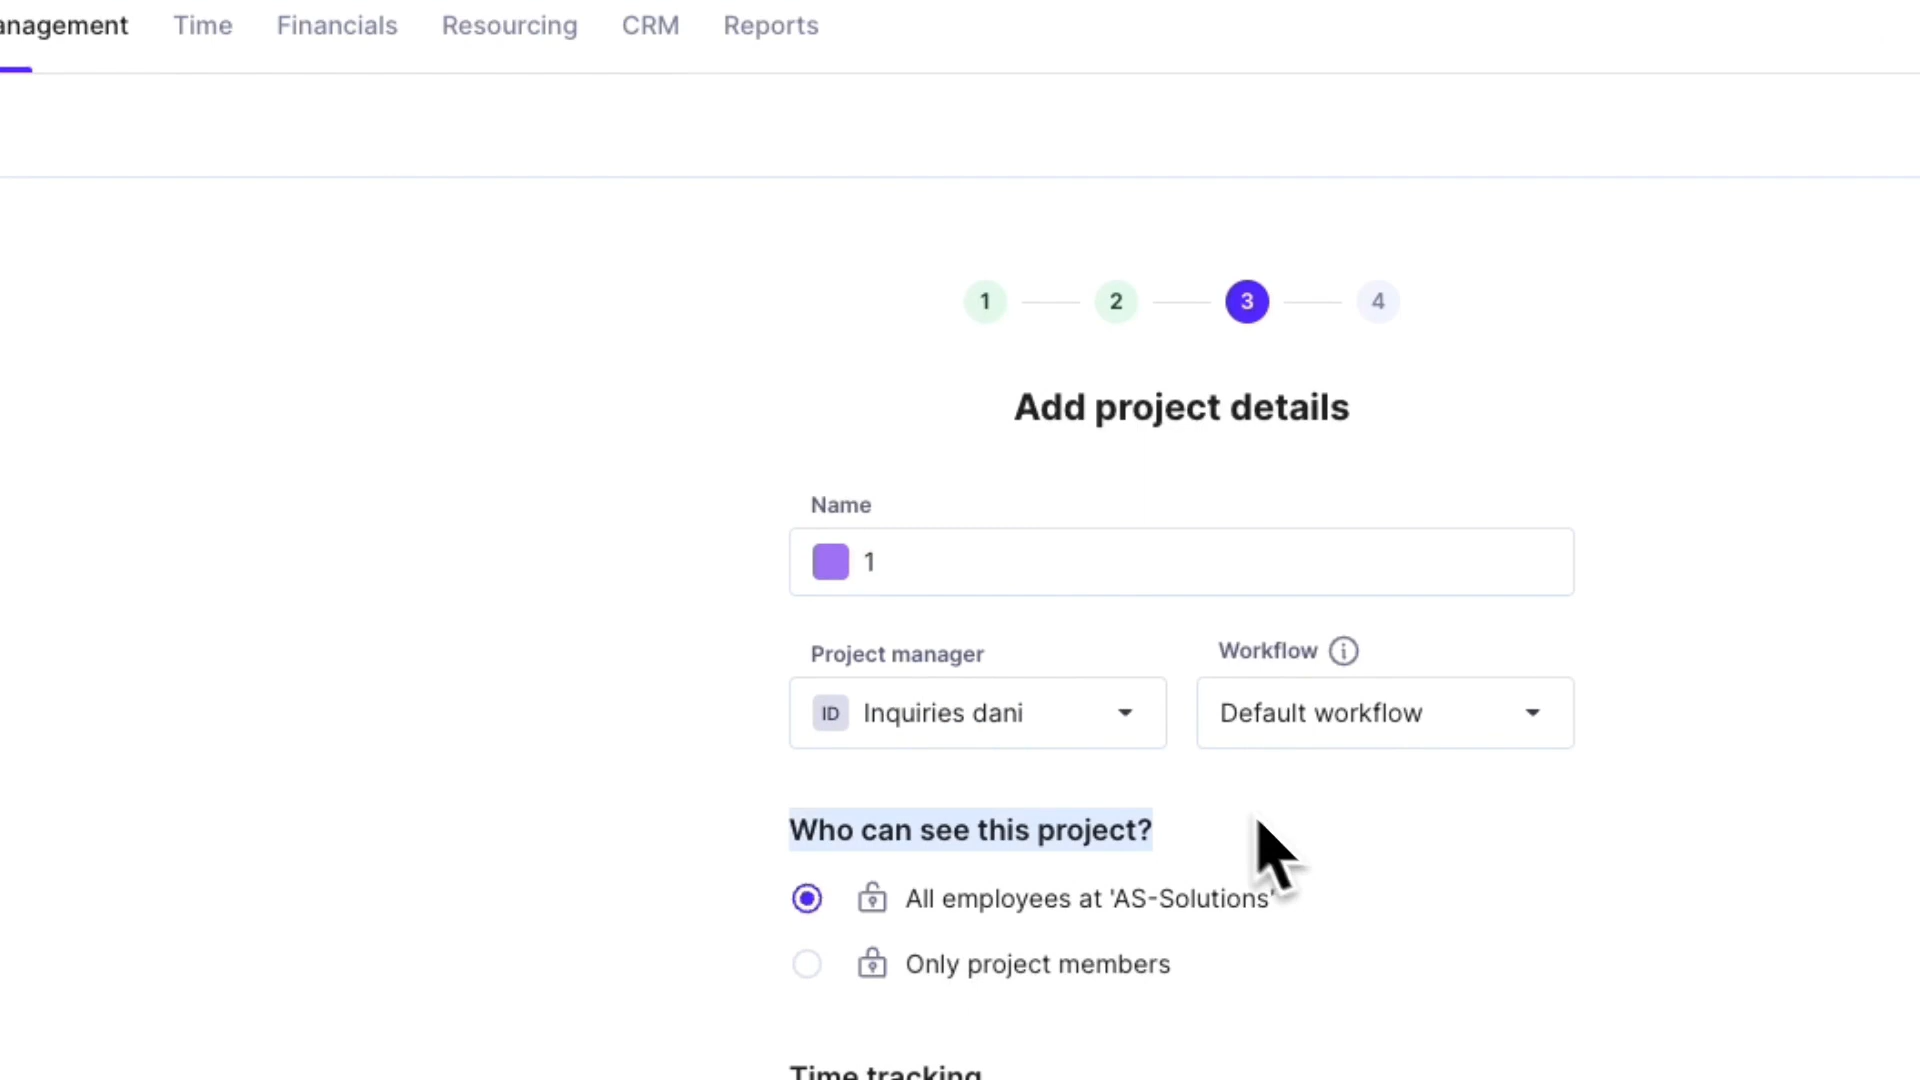 anagement Time Financials Resourcing CRM Reports
1 2 3 4
Add project details
Name
1
Project manager Workflow
ID Inquiries dani Default workflow
Who can see this project?
All employees at 'AS-Solutions'
Only project members
Time tracking